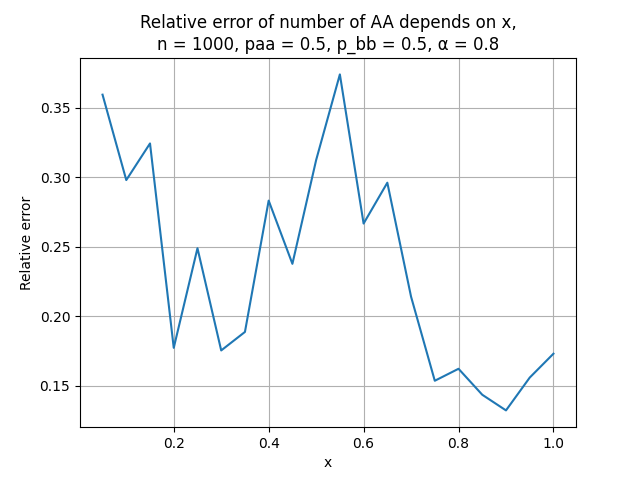 Relative error of number of AA depends on x,
n = 1000, paa = 0.5, p_bb = 0.5, α = 0.8
0.35
0.30
0.25
0.20
0.15
Relative error
0.2 0.4 0.6 0.8 1.0
x